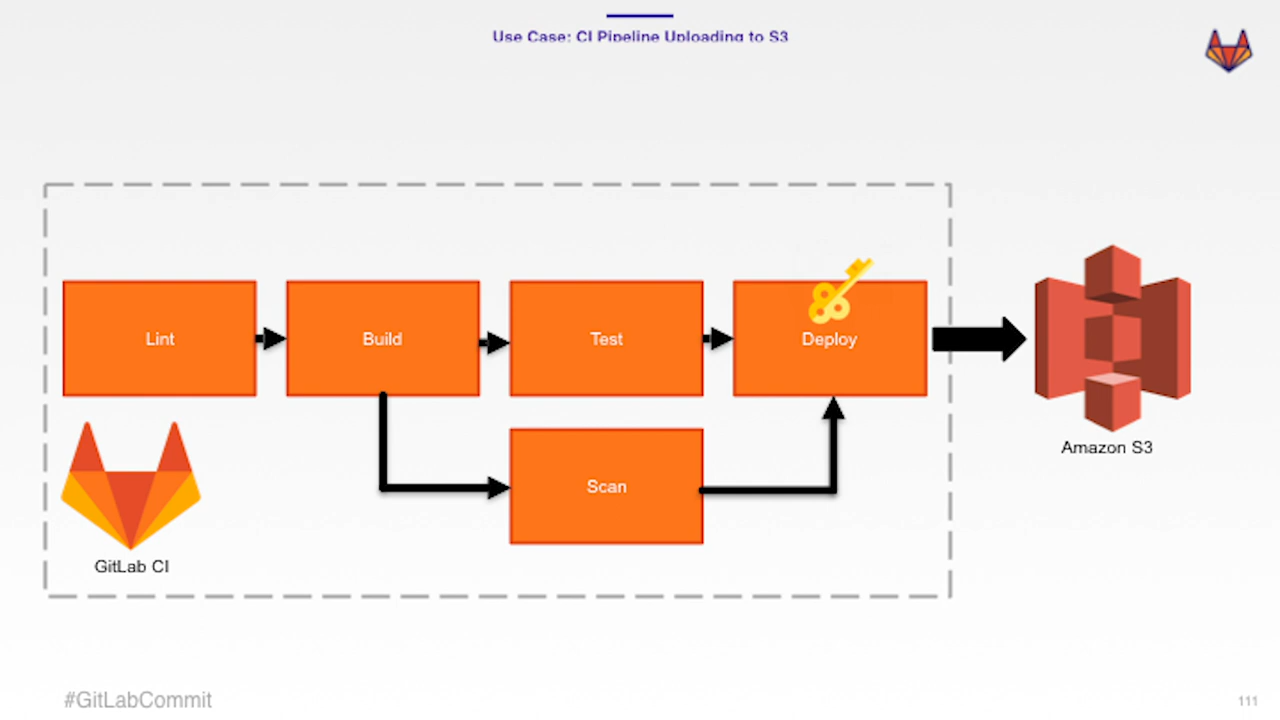 Use Case: CI Pipeline Uploading to S3
Lint
Build
Test
Deploy
Scan
GitLab CI
Amazon S3
#GitLabCommit
111